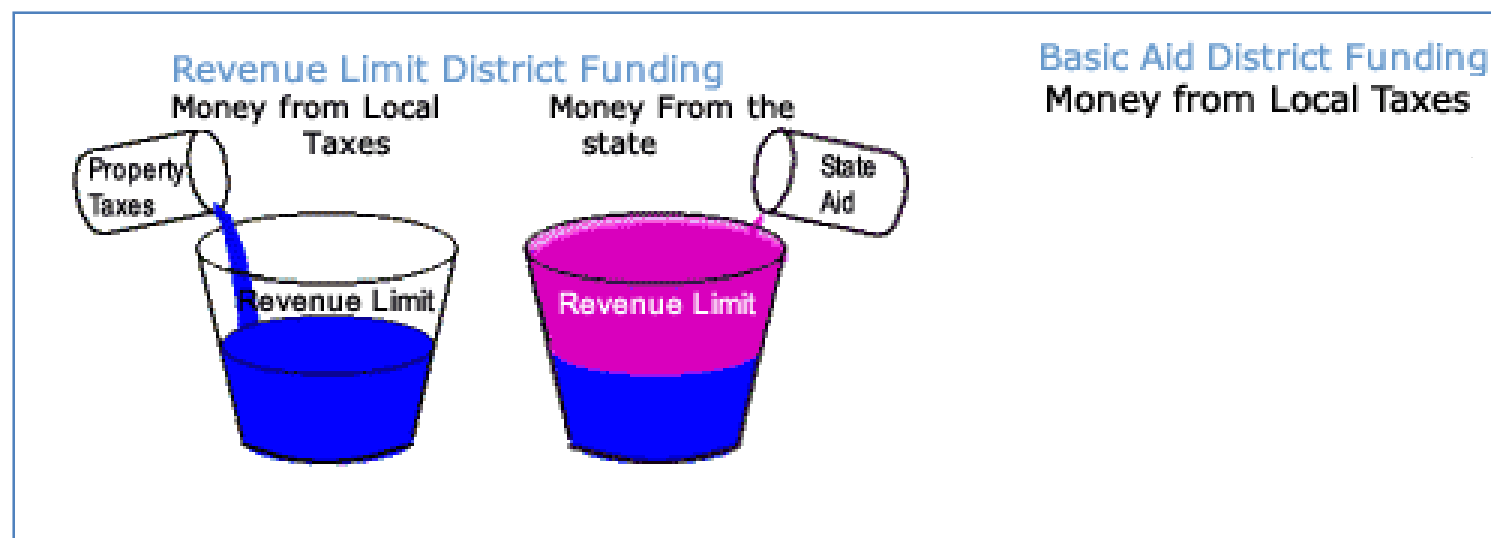 Revenue Limit District Funding
Money from Local
Taxes
Money From the
state
Property
Taxes
State
Aid
Revenue Limit
Revenue Limit
Basic Aid District Funding
Money from Local Taxes